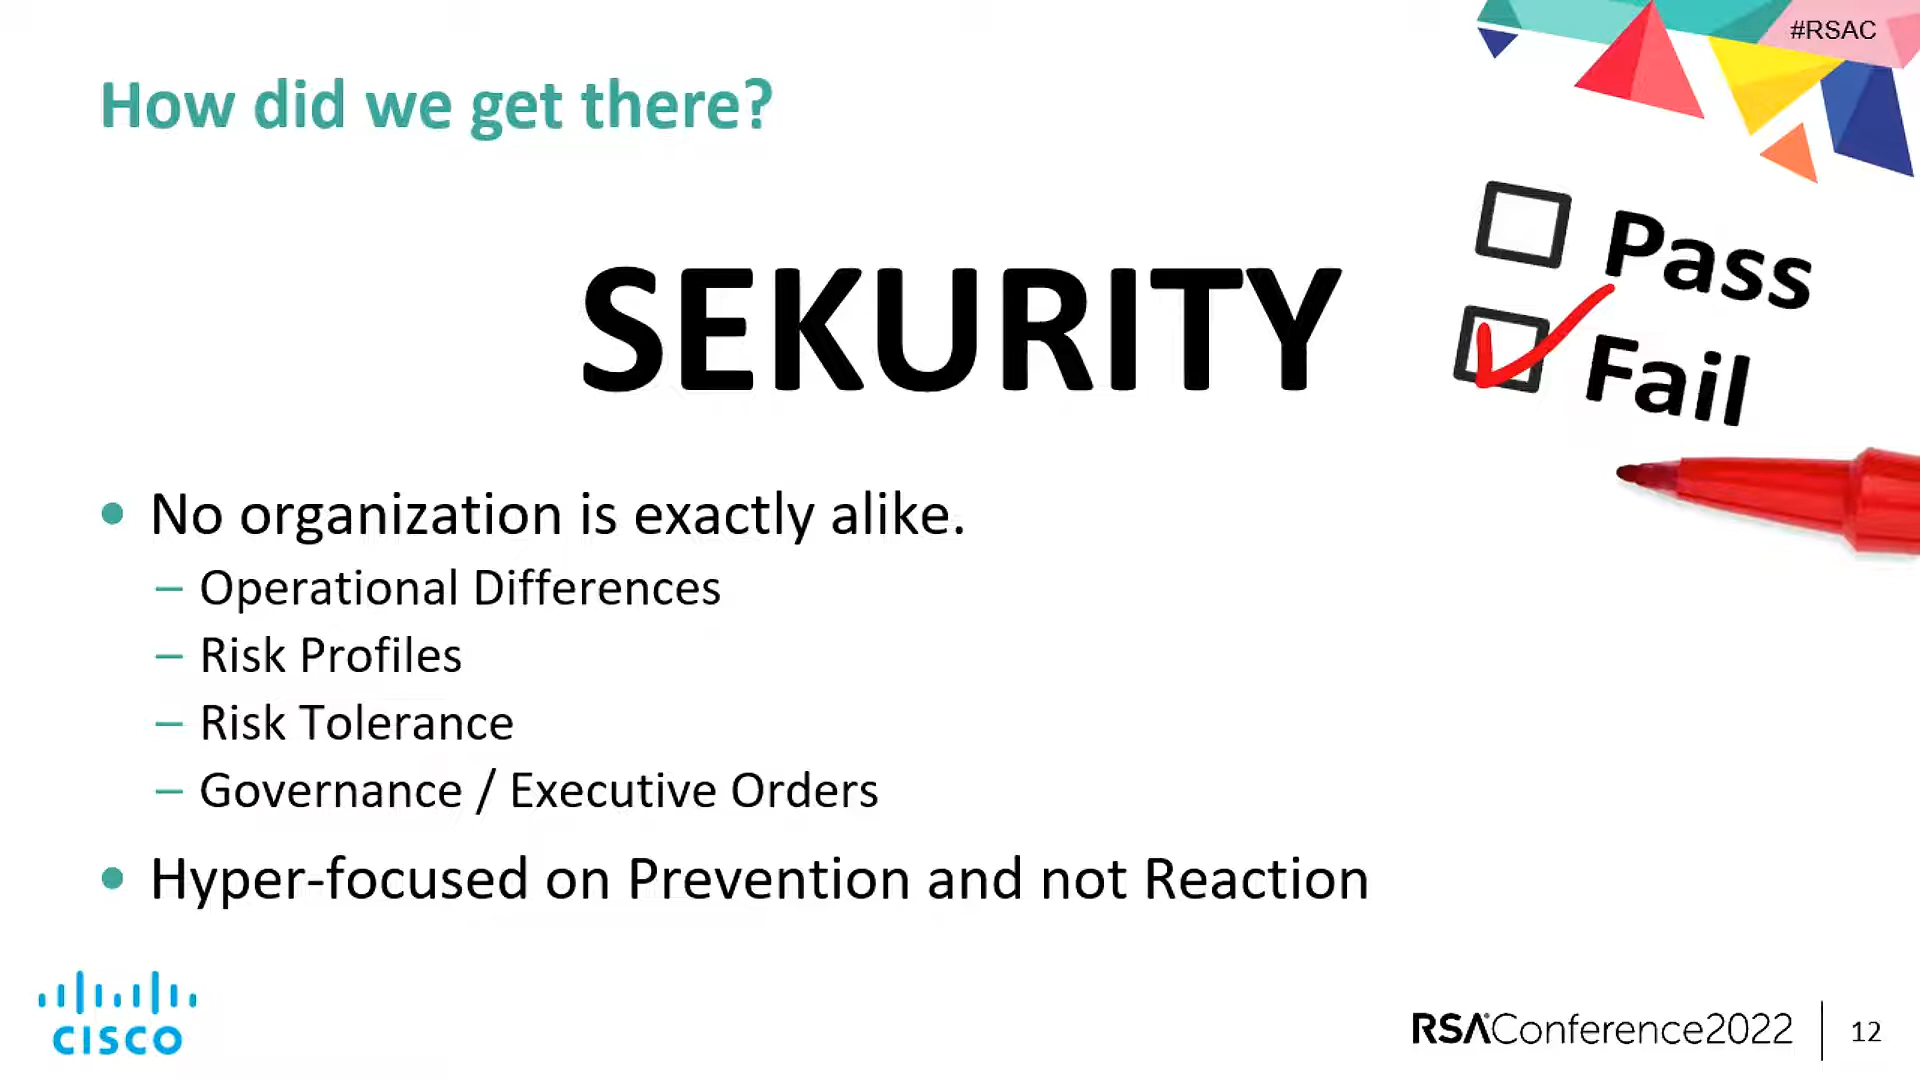 #RSAC
How did we get there?
SEKURITY
Pass
Fail
• No organization is exactly alike.
– Operational Differences
– Risk Profiles
– Risk Tolerance
– Governance / Executive Orders
• Hyper-focused on Prevention and not Reaction
CISCO
RSAConference2022
12